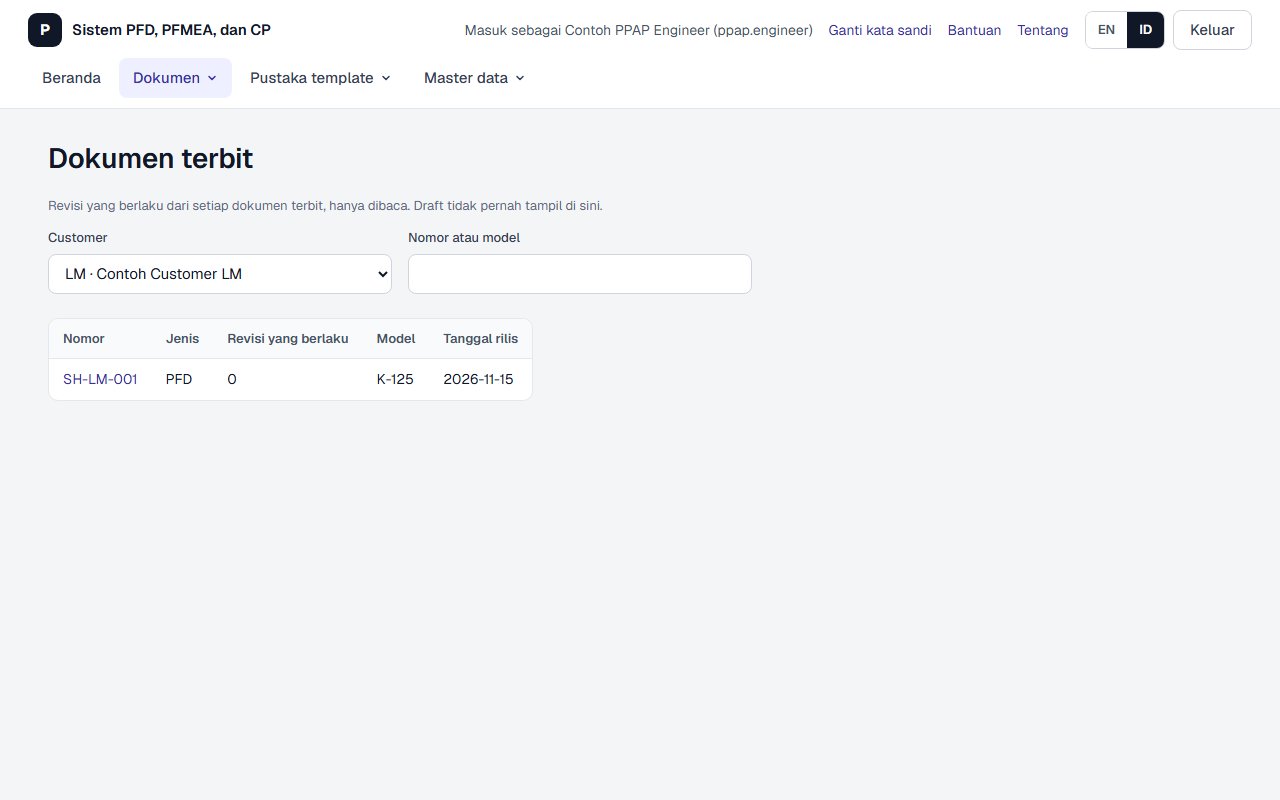 P Sistem PFD, PFMEA, dan CP Masuk sebagai Contoh PPAP Engineer (ppap.engineer) Ganti kata sandi Bantuan Tentang EN ID Keluar
Beranda Dokumen Pustaka template Master data
Dokumen terbit
Revisi yang berlaku dari setiap dokumen terbit, hanya dibaca. Draft tidak pernah tampil di sini.
Customer Nomor atau model
LM · Contoh Customer LM
Nomor Jenis Revisi yang berlaku Model Tanggal rilis
SH-LM-001 PFD 0 K-125 2026-11-15